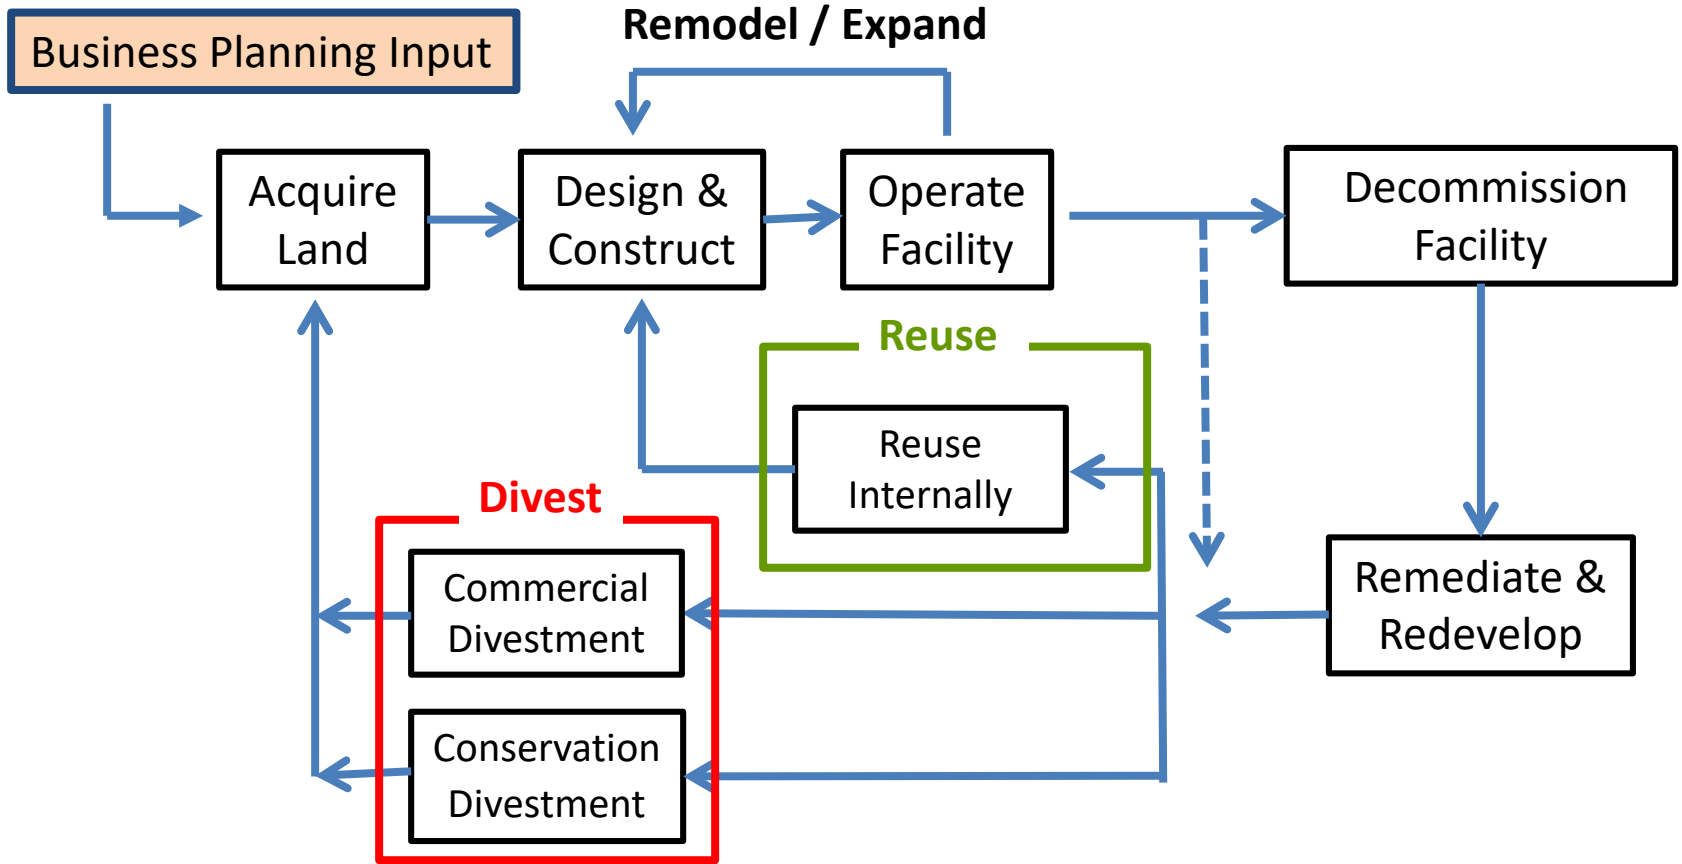 Remodel / Expand
Business Planning Input
Acquire
Land
Design &
Construct
Operate
Facility
Decommission
Facility
Reuse
Reuse
Internally
Divest
Commercial
Divestment
Remediate &
Redevelop
Conservation
Divestment